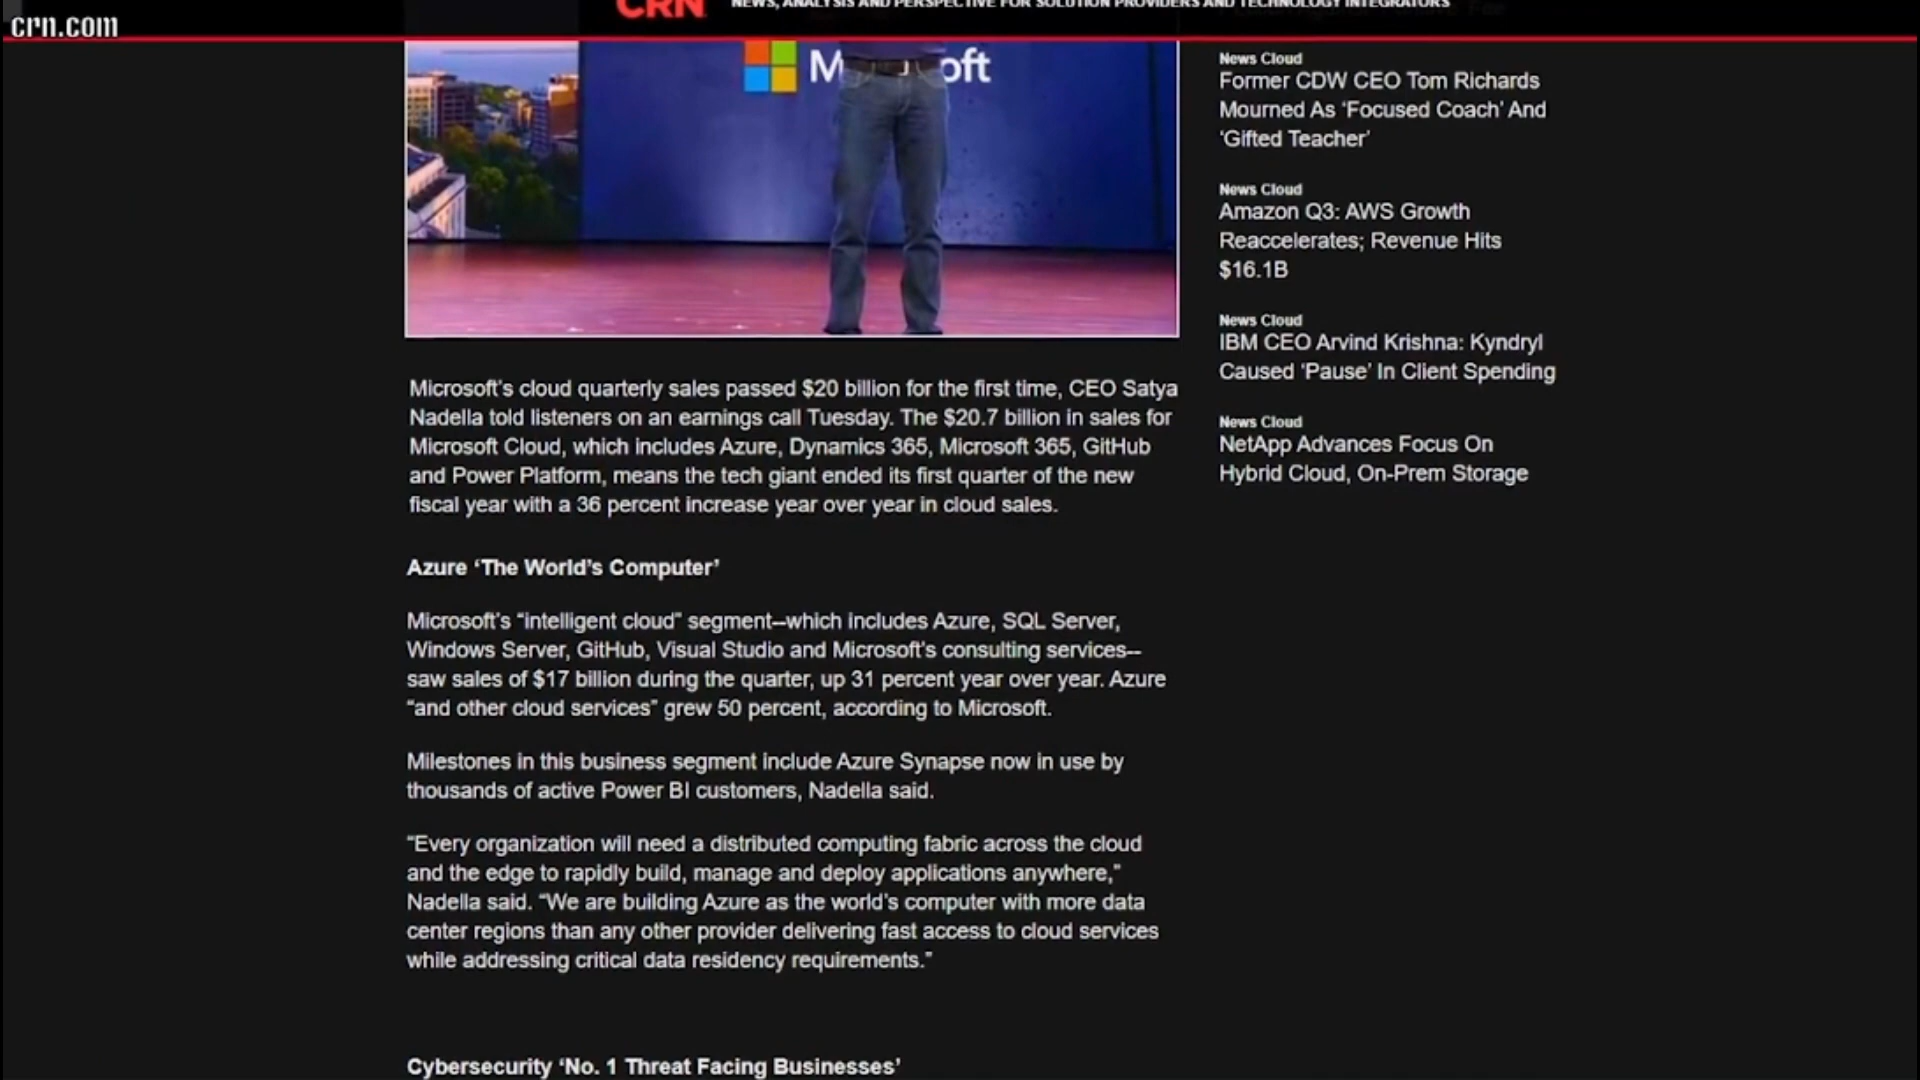 CRN
NEWS, ANALYSIS AND PERSPECTIVE FOR SOLUTION PROVIDERS AND TECHNOLOGY INTEGRATORS
crn.com
Microsoft
News Cloud
Former CDW CEO Tom Richards
Mourned As ‘Focused Coach’ And
‘Gifted Teacher’
News Cloud
Amazon Q3: AWS Growth
Reaccelerates; Revenue Hits
$16.1B
News Cloud
IBM CEO Arvind Krishna: Kyndryl
Caused ‘Pause’ In Client Spending
News Cloud
NetApp Advances Focus On
Hybrid Cloud, On-Prem Storage
Microsoft’s cloud quarterly sales passed $20 billion for the first time, CEO Satya
Nadella told listeners on an earnings call Tuesday. The $20.7 billion in sales for
Microsoft Cloud, which includes Azure, Dynamics 365, Microsoft 365, GitHub
and Power Platform, means the tech giant ended its first quarter of the new
fiscal year with a 36 percent increase year over year in cloud sales.
Azure ‘The World’s Computer’
Microsoft’s “intelligent cloud” segment--which includes Azure, SQL Server,
Windows Server, GitHub, Visual Studio and Microsoft’s consulting services--
saw sales of $17 billion during the quarter, up 31 percent year over year. Azure
“and other cloud services” grew 50 percent, according to Microsoft.
Milestones in this business segment include Azure Synapse now in use by
thousands of active Power BI customers, Nadella said.
“Every organization will need a distributed computing fabric across the cloud
and the edge to rapidly build, manage and deploy applications anywhere,”
Nadella said. “We are building Azure as the world’s computer with more data
center regions than any other provider delivering fast access to cloud services
while addressing critical data residency requirements.”
Cybersecurity ‘No. 1 Threat Facing Businesses’